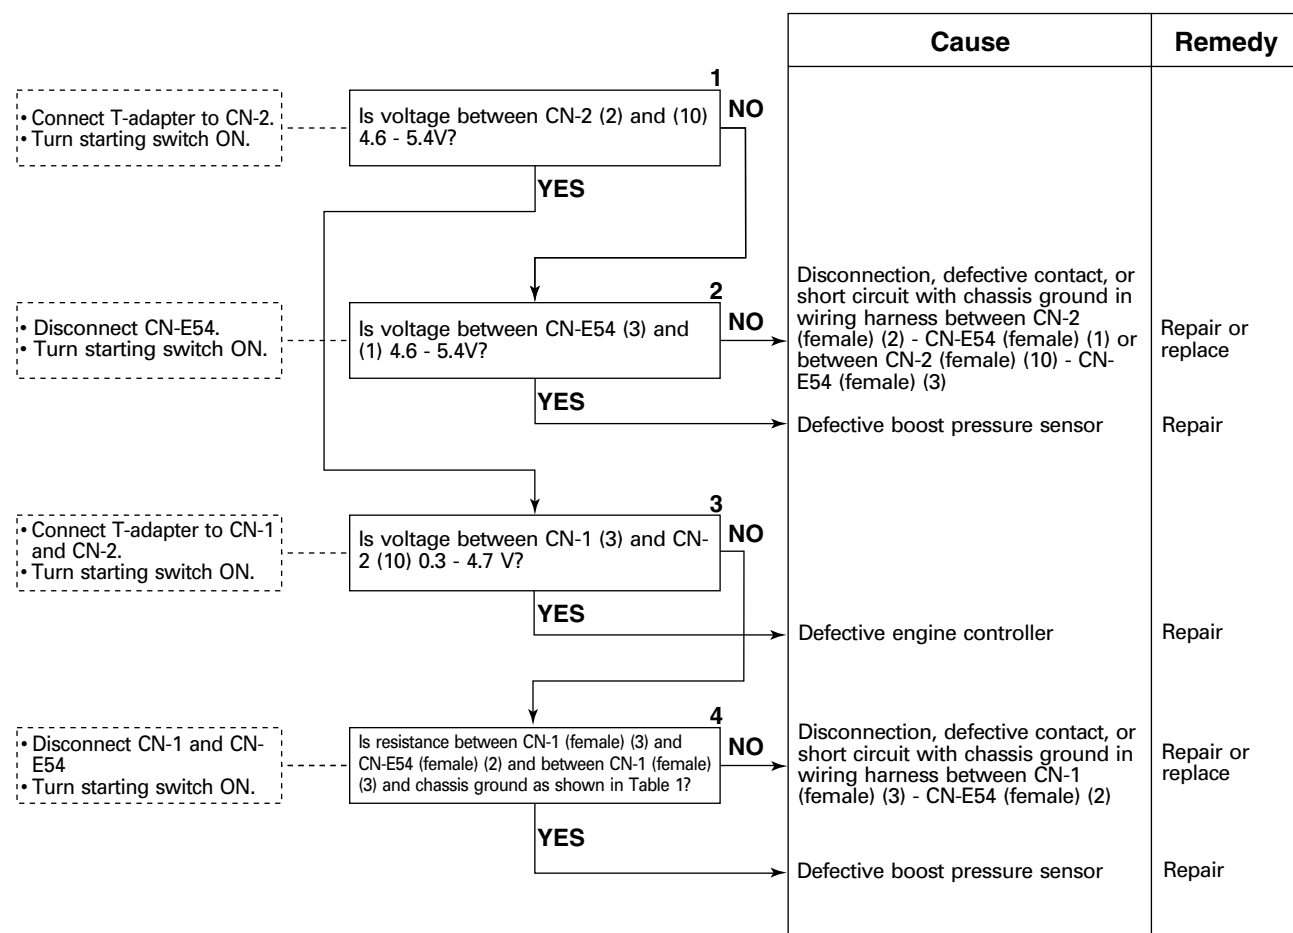 Cause
Remedy
1
• Connect T-adapter to CN-2.
• Turn starting switch ON.
Is voltage between CN-2 (2) and (10)
4.6 - 5.4V?
NO
YES
2
• Disconnect CN-E54.
• Turn starting switch ON.
Is voltage between CN-E54 (3) and
(1) 4.6 - 5.4V?
NO
Disconnection, defective contact, or
short circuit with chassis ground in
wiring harness between CN-2
(female) (2) - CN-E54 (female) (1) or
between CN-2 (female) (10) - CN-
E54 (female) (3)
Repair or
replace
YES
Defective boost pressure sensor
Repair
3
• Connect T-adapter to CN-1
and CN-2.
• Turn starting switch ON.
Is voltage between CN-1 (3) and CN-
2 (10) 0.3 - 4.7 V?
NO
YES
Defective engine controller
Repair
4
• Disconnect CN-1 and CN-
E54
• Turn starting switch ON.
Is resistance between CN-1 (female) (3) and
CN-E54 (female) (2) and between CN-1 (female)
(3) and chassis ground as shown in Table 1?
NO
Disconnection, defective contact, or
short circuit with chassis ground in
wiring harness between CN-1
(female) (3) - CN-E54 (female) (2)
Repair or
replace
YES
Defective boost pressure sensor
Repair